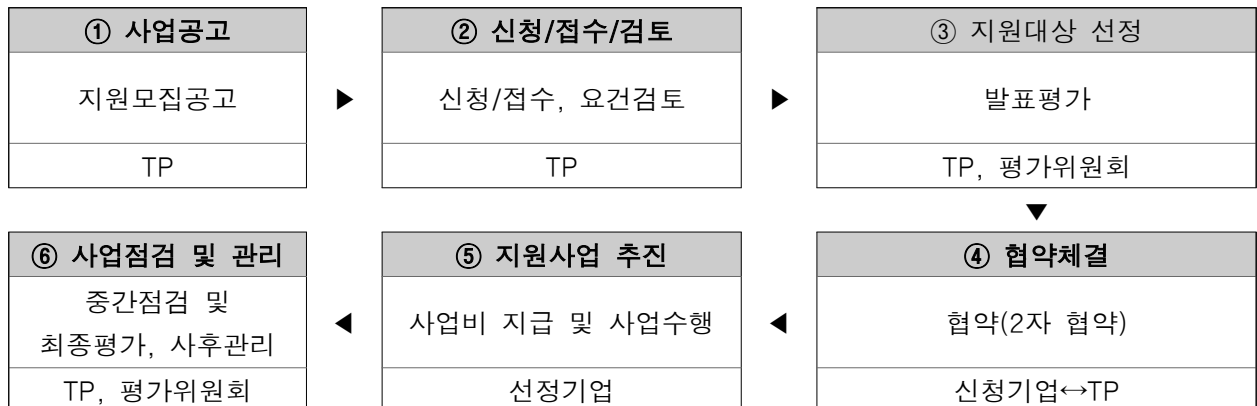 ① 사업공고
지원모집공고
TP
▶
② 신청/접수/검토
신청/접수, 요건검토
TP
▶
③ 지원대상 선정
발표평가
TP, 평가위원회
▼
④ 협약체결
협약(2자 협약)
신청기업↔TP
◀
⑤ 지원사업 추진
사업비 지급 및 사업수행
선정기업
◀
⑥ 사업점검 및 관리
중간점검 및
최종평가, 사후관리
TP, 평가위원회